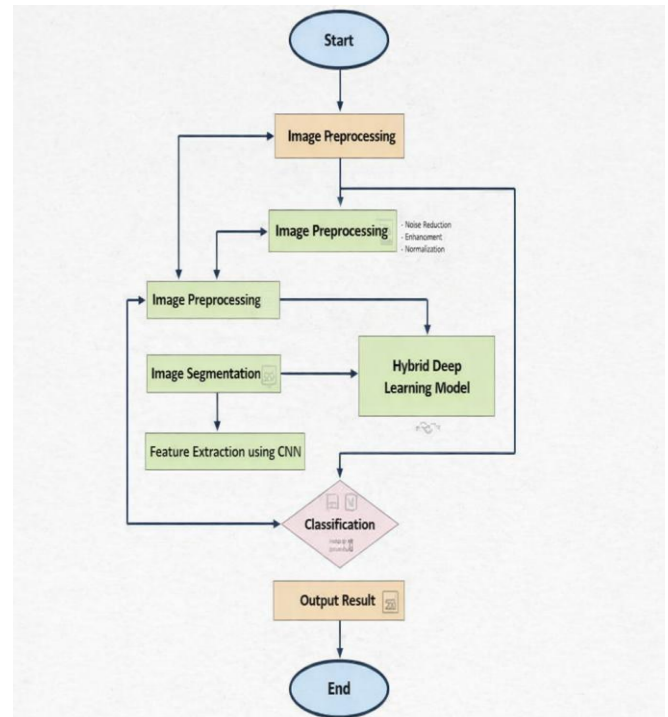 Start
Image Preprocessing
Image Preprocessing
- Noise Reduction
- Enhancment
- Normalization
Image Preprocessing
Image Segmentation
Hybrid Deep
Learning Model
Feature Extraction using CNN
Classification
Output Result
End